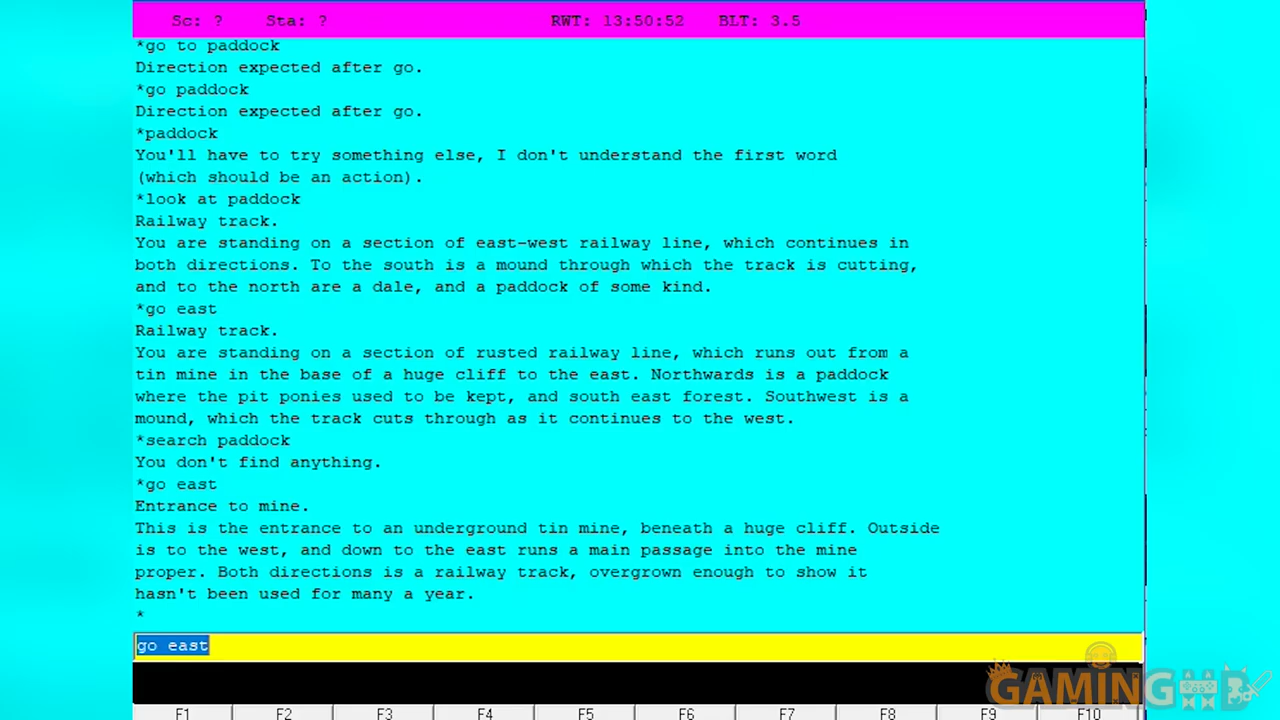 Sc: ? Sta: ? RWT: 13:50:52 BLT: 3.5
*go to paddock
Direction expected after go.
*go paddock
Direction expected after go.
*paddock
You'll have to try something else, I don't understand the first word
(which should be an action).
*look at paddock
Railway track.
You are standing on a section of east-west railway line, which continues in
both directions. To the south is a mound through which the track is cutting,
and to the north are a dale, and a paddock of some kind.
*go east
Railway track.
You are standing on a section of rusted railway line, which runs out from a
tin mine in the base of a huge cliff to the east. Northwards is a paddock
where the pit ponies used to be kept, and south east forest. Southwest is a
mound, which the track cuts through as it continues to the west.
*search paddock
You don't find anything.
*go east
Entrance to mine.
This is the entrance to an underground tin mine, beneath a huge cliff. Outside
is to the west, and down to the east runs a main passage into the mine
proper. Both directions is a railway track, overgrown enough to show it
hasn't been used for many a year.
*
go east
GAMING HUB
F1 F2 F3 F4 F5 F6 F7 F8 F9 F10